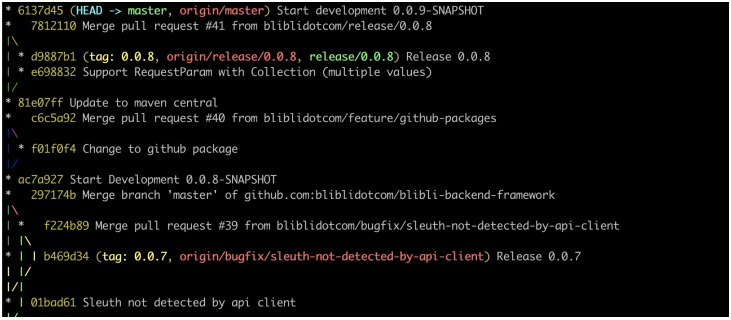 * 6137d45 (HEAD -> master, origin/master) Start development 0.0.9-SNAPSHOT
*   7812110 Merge pull request #41 from bliblidotcom/release/0.0.8
|\
| * d9887b1 (tag: 0.0.8, origin/release/0.0.8, release/0.0.8) Release 0.0.8
| * e698832 Support RequestParam with Collection (multiple values)
|/
* 81e07ff Update to maven central
*   c6c5a92 Merge pull request #40 from bliblidotcom/feature/github-packages
|\
| * f01f0f4 Change to github package
|/
* ac7a927 Start Development 0.0.8-SNAPSHOT
*   297174b Merge branch 'master' of github.com:bliblidotcom/blibli-backend-framework
|\
| *   f224b89 Merge pull request #39 from bliblidotcom/bugfix/sleuth-not-detected-by-api-client
| |\
* | | b469d34 (tag: 0.0.7, origin/bugfix/sleuth-not-detected-by-api-client) Release 0.0.7
| |/
|/|
* | 01bad61 Sleuth not detected by api client
|/